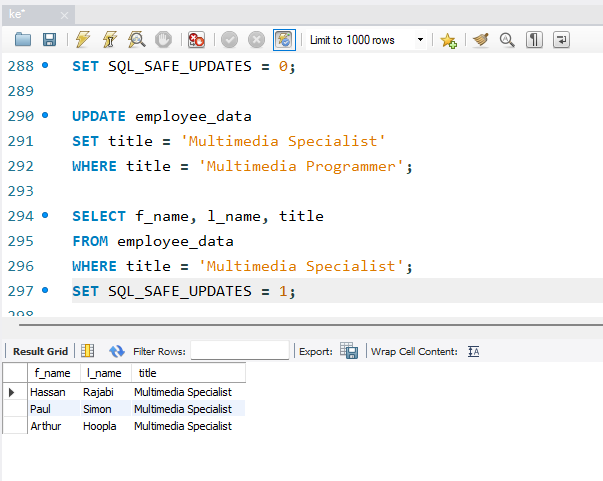 ke*
Limit to 1000 rows
288 SET SQL_SAFE_UPDATES = 0;
289
290 UPDATE employee_data
291 SET title = 'Multimedia Specialist'
292 WHERE title = 'Multimedia Programmer';
293
294 SELECT f_name, l_name, title
295 FROM employee_data
296 WHERE title = 'Multimedia Specialist';
297 SET SQL_SAFE_UPDATES = 1;
298
Result Grid Filter Rows: Export: Wrap Cell Content:
f_name l_name title
Hassan Rajabi Multimedia Specialist
Paul Simon Multimedia Specialist
Arthur Hoopla Multimedia Specialist